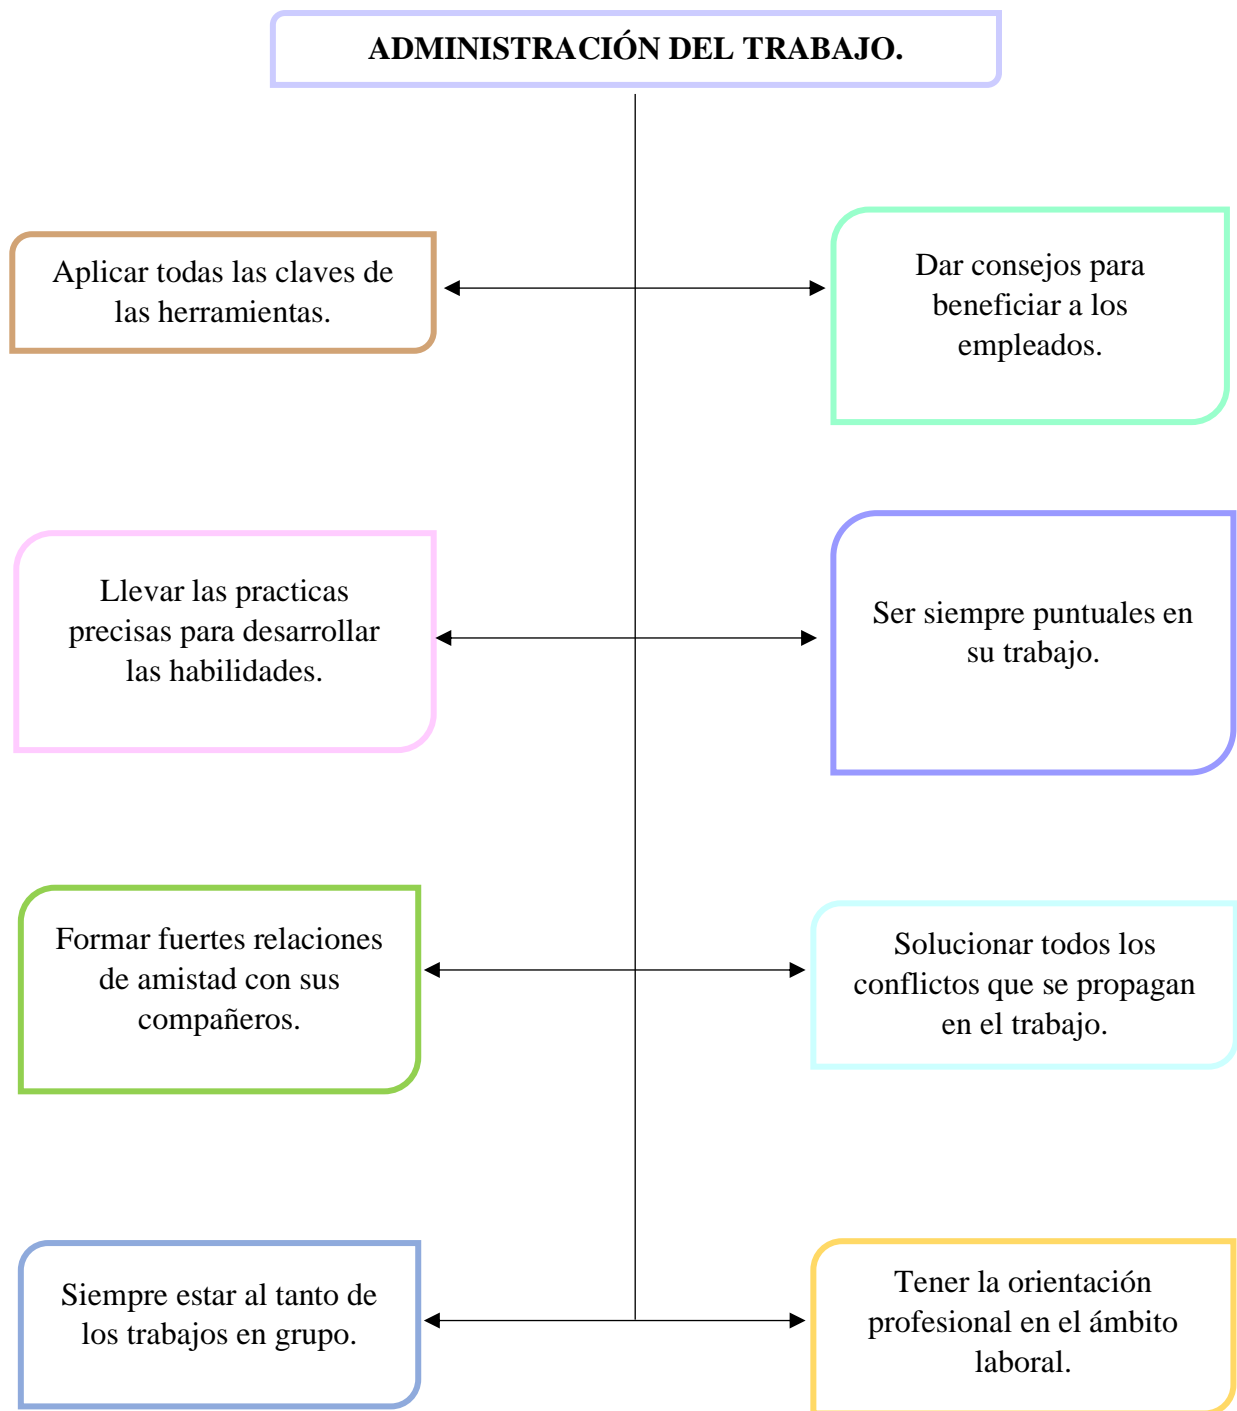 ADMINISTRACIÓN DEL TRABAJO.
Aplicar todas las claves de
las herramientas.
Dar consejos para
beneficiar a los
empleados.
Llevar las practicas
precisas para desarrollar
las habilidades.
Ser siempre puntuales en
su trabajo.
Formar fuertes relaciones
de amistad con sus
compañeros.
Solucionar todos los
conflictos que se propagan
en el trabajo.
Siempre estar al tanto de
los trabajos en grupo.
Tener la orientación
profesional en el ámbito
laboral.